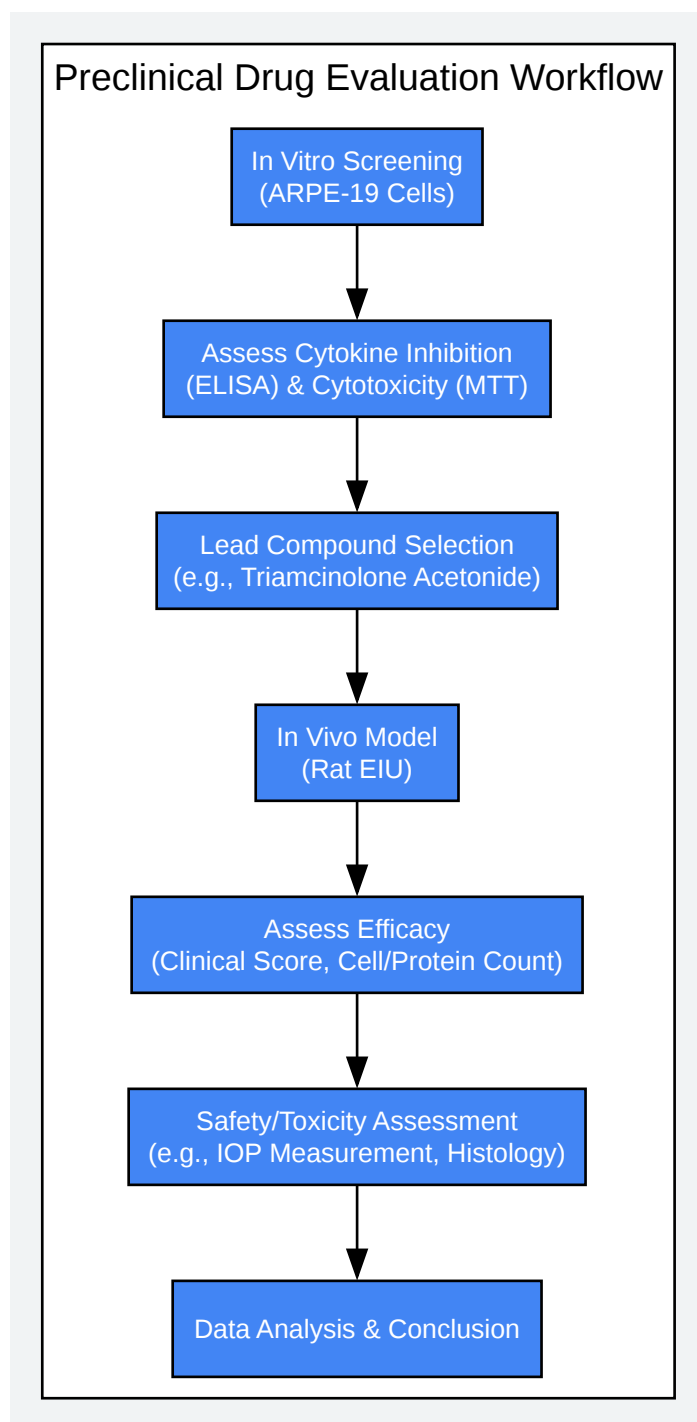 Preclinical Drug Evaluation Workflow
In Vitro Screening
(ARPE-19 Cells)
Assess Cytokine Inhibition
(ELISA) & Cytotoxicity (MTT)
Lead Compound Selection
(e.g., Triamcinolone Acetonide)
In Vivo Model
(Rat EIU)
Assess Efficacy
(Clinical Score, Cell/Protein Count)
Safety/Toxicity Assessment
(e.g., IOP Measurement, Histology)
Data Analysis & Conclusion